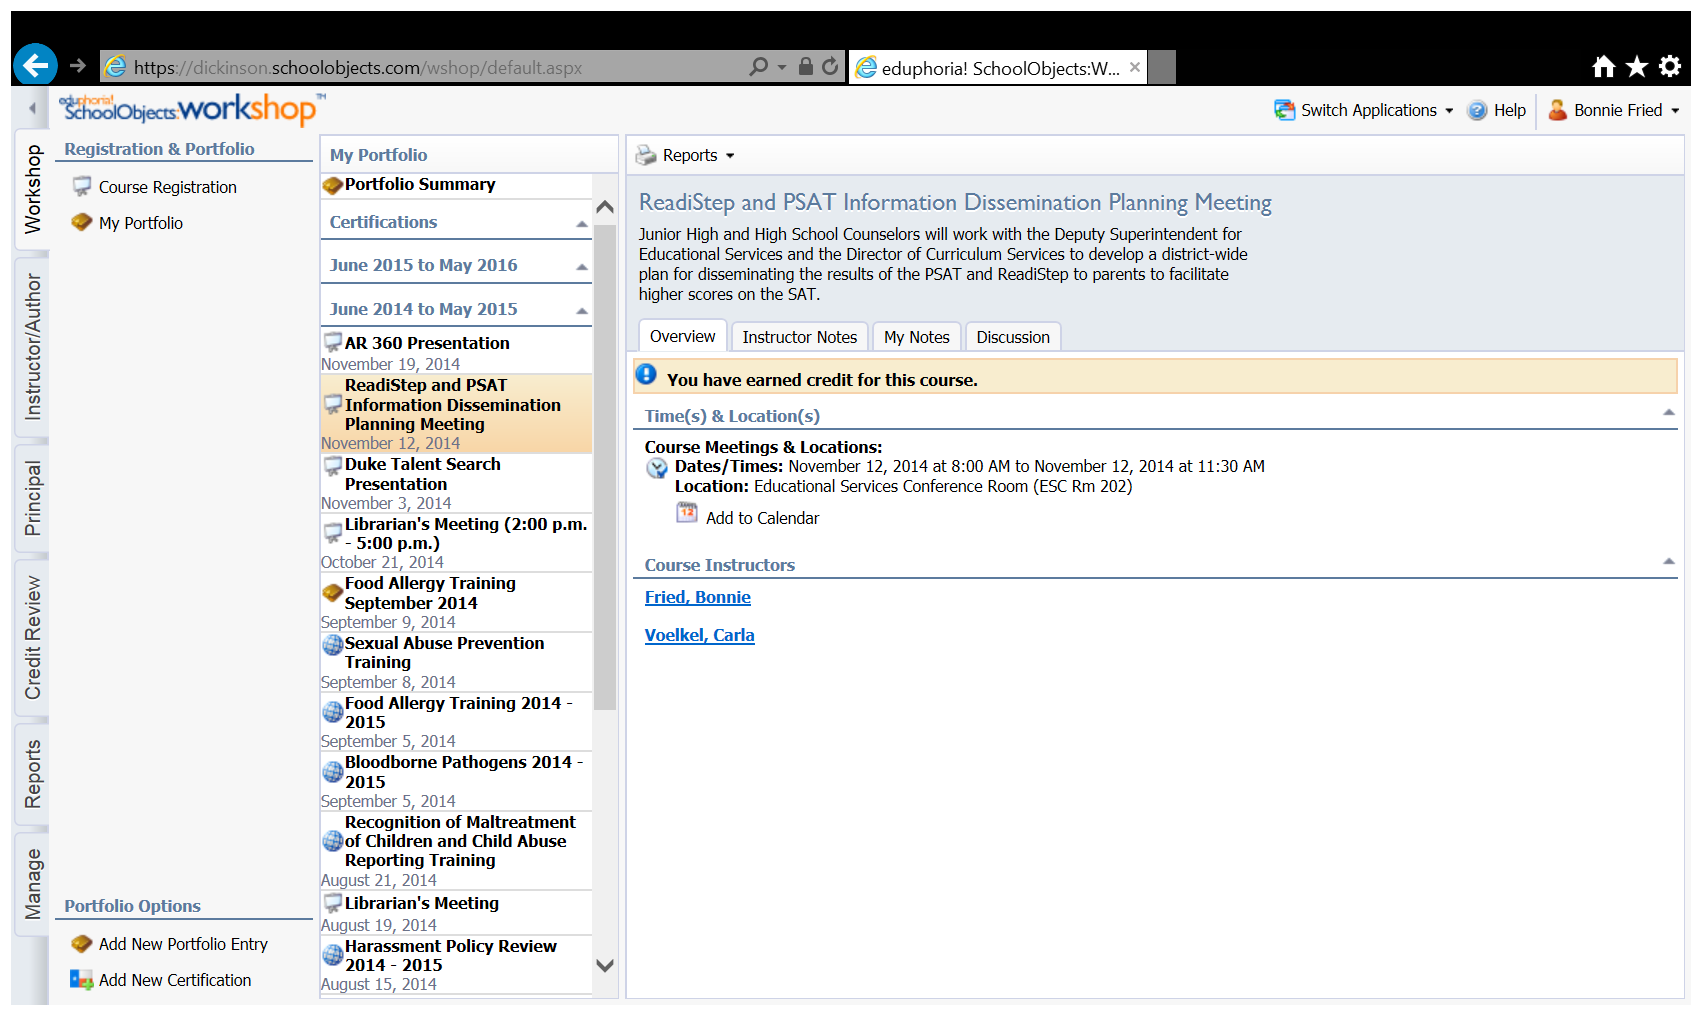 https://dickinson.schoolobjects.com/wshop/default.aspx
eduphoria! SchoolObjects:W...
eduphoria!
SchoolObjects:workshop™
Switch Applications
Help
Bonnie Fried
Workshop
Instructor/Author
Principal
Credit Review
Reports
Manage
Registration & Portfolio
Course Registration
My Portfolio
Portfolio Options
Add New Portfolio Entry
Add New Certification
My Portfolio
Portfolio Summary
Certifications
June 2015 to May 2016
June 2014 to May 2015
AR 360 Presentation
November 19, 2014
ReadiStep and PSAT
Information Dissemination
Planning Meeting
November 12, 2014
Duke Talent Search
Presentation
November 3, 2014
Librarian's Meeting (2:00 p.m.
- 5:00 p.m.)
October 21, 2014
Food Allergy Training
September 2014
September 9, 2014
Sexual Abuse Prevention
Training
September 8, 2014
Food Allergy Training 2014 -
2015
September 5, 2014
Bloodborne Pathogens 2014 -
2015
September 5, 2014
Recognition of Maltreatment
of Children and Child Abuse
Reporting Training
August 21, 2014
Librarian's Meeting
August 19, 2014
Harassment Policy Review
2014 - 2015
August 15, 2014
Reports
ReadiStep and PSAT Information Dissemination Planning Meeting
Junior High and High School Counselors will work with the Deputy Superintendent for
Educational Services and the Director of Curriculum Services to develop a district-wide
plan for disseminating the results of the PSAT and ReadiStep to parents to facilitate
higher scores on the SAT.
Overview
Instructor Notes
My Notes
Discussion
You have earned credit for this course.
Time(s) & Location(s)
Course Meetings & Locations:
Dates/Times: November 12, 2014 at 8:00 AM to November 12, 2014 at 11:30 AM
Location: Educational Services Conference Room (ESC Rm 202)
12
Add to Calendar
Course Instructors
Fried, Bonnie
Voelkel, Carla